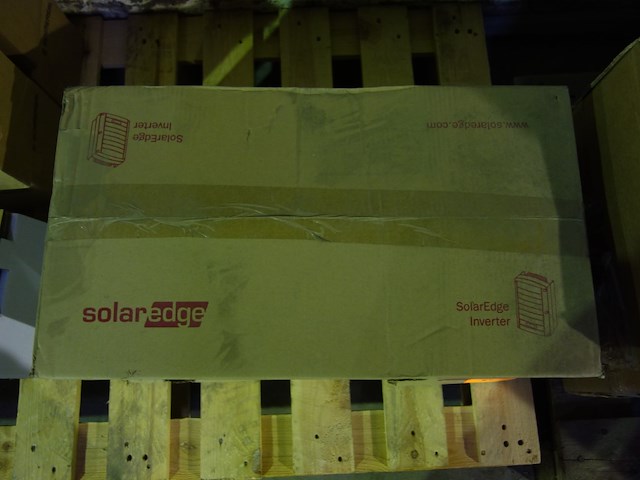 SolarEdge
Inverter
www.solaredge.com
solaredge
SolarEdge
Inverter